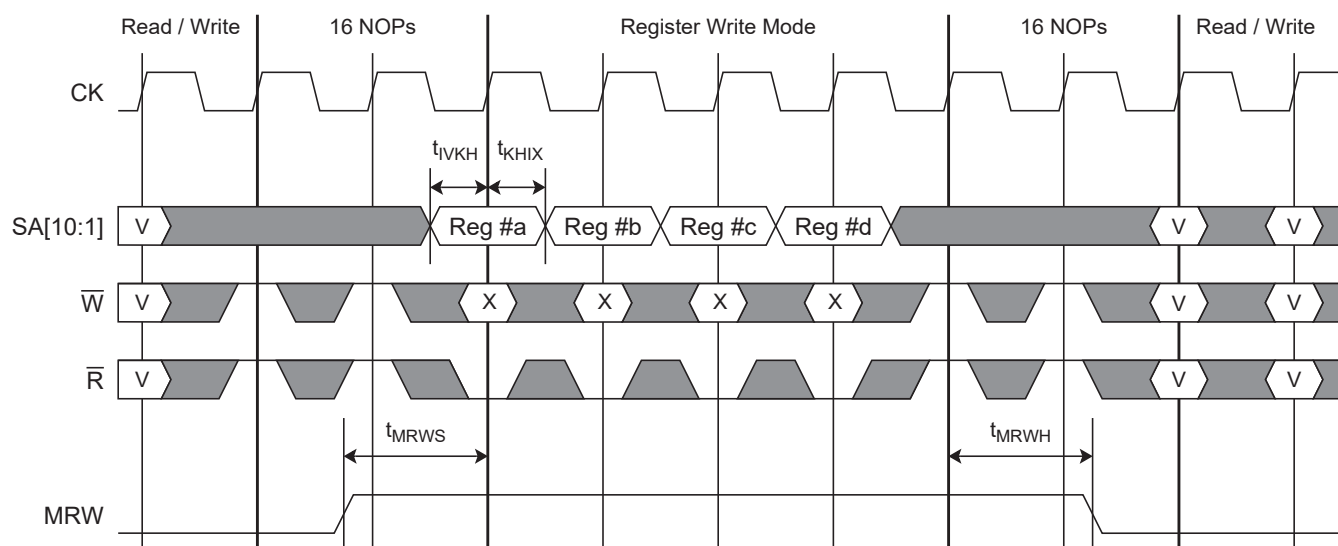 Read / Write 16 NOPs Register Write Mode 16 NOPs Read / Write
CK
tIVKH tKHIX
SA[10:1] V Reg #a Reg #b Reg #c Reg #d V V
W V X X X X V V
R V V V
tMRWS tMRWH
MRW